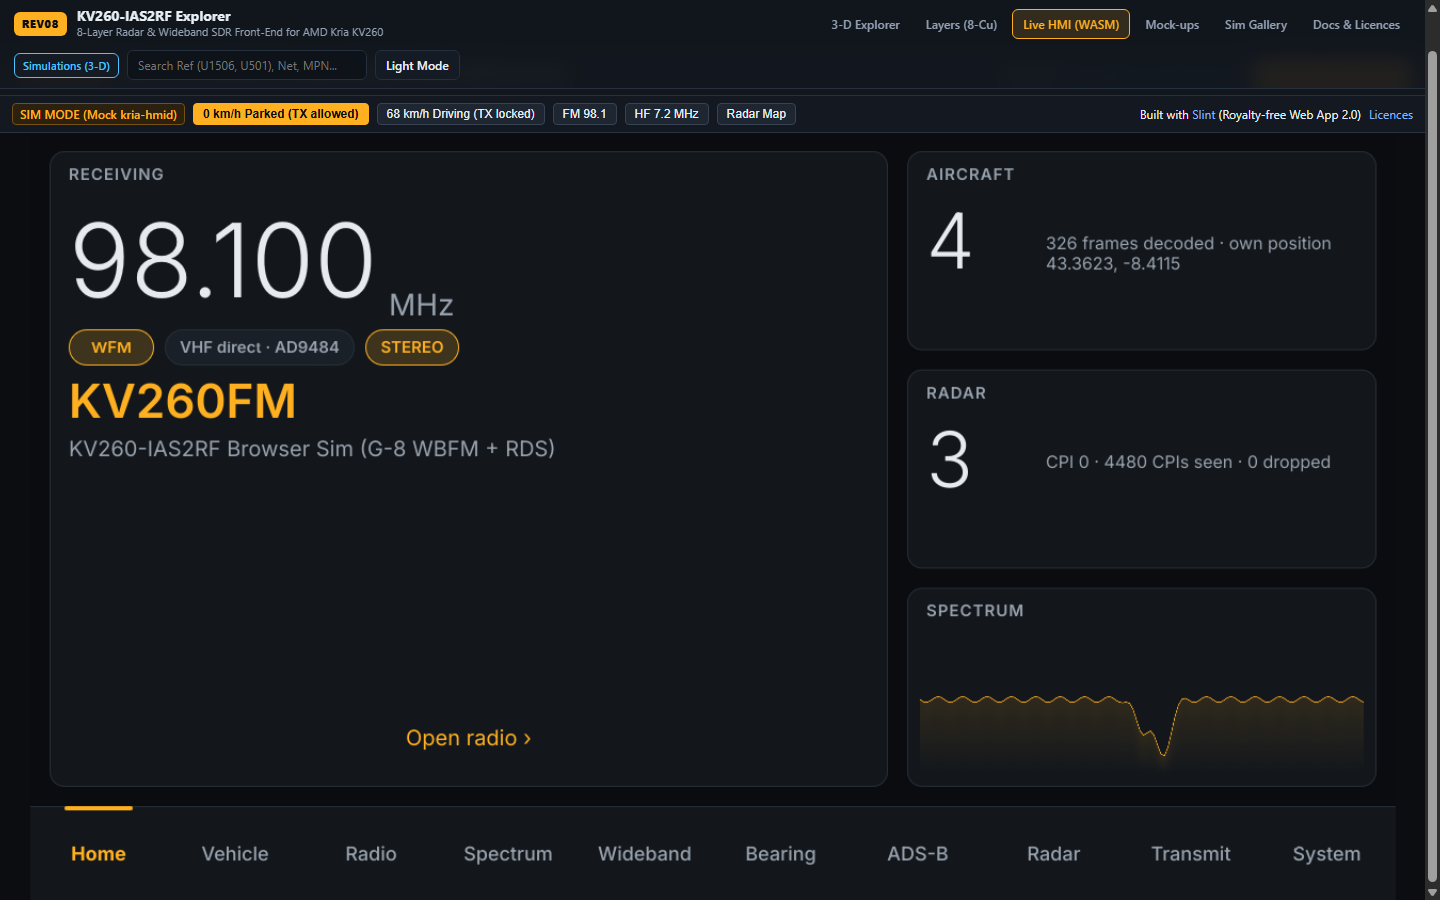 REV08
KV260-IAS2RF Explorer
8-Layer Radar & Wideband SDR Front-End for AMD Kria KV260
3-D Explorer
Layers (8-Cu)
Live HMI (WASM)
Mock-ups
Sim Gallery
Docs & Licences
Simulations (3-D)
Search Ref (U1506, U501), Net, MPN...
Light Mode
SIM MODE (Mock kria-hmid)
0 km/h Parked (TX allowed)
68 km/h Driving (TX locked)
FM 98.1
HF 7.2 MHz
Radar Map
Built with Slint (Royalty-free Web App 2.0) Licences
RECEIVING
98.100 MHz
WFM
VHF direct · AD9484
STEREO
KV260FM
KV260-IAS2RF Browser Sim (G-8 WBFM + RDS)
Open radio ›
AIRCRAFT
4
326 frames decoded · own position
43.3623, -8.4115
RADAR
3
CPI 0 · 4480 CPIs seen · 0 dropped
SPECTRUM
Home
Vehicle
Radio
Spectrum
Wideband
Bearing
ADS-B
Radar
Transmit
System